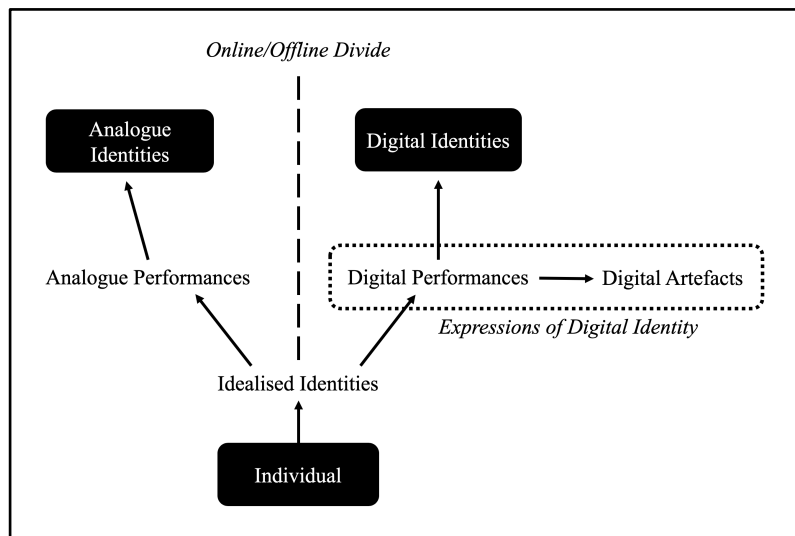 Online/Offline Divide
Analogue
Identities
Digital Identities
Analogue Performances
Digital Performances
Digital Artefacts
Expressions of Digital Identity
Idealised Identities
Individual